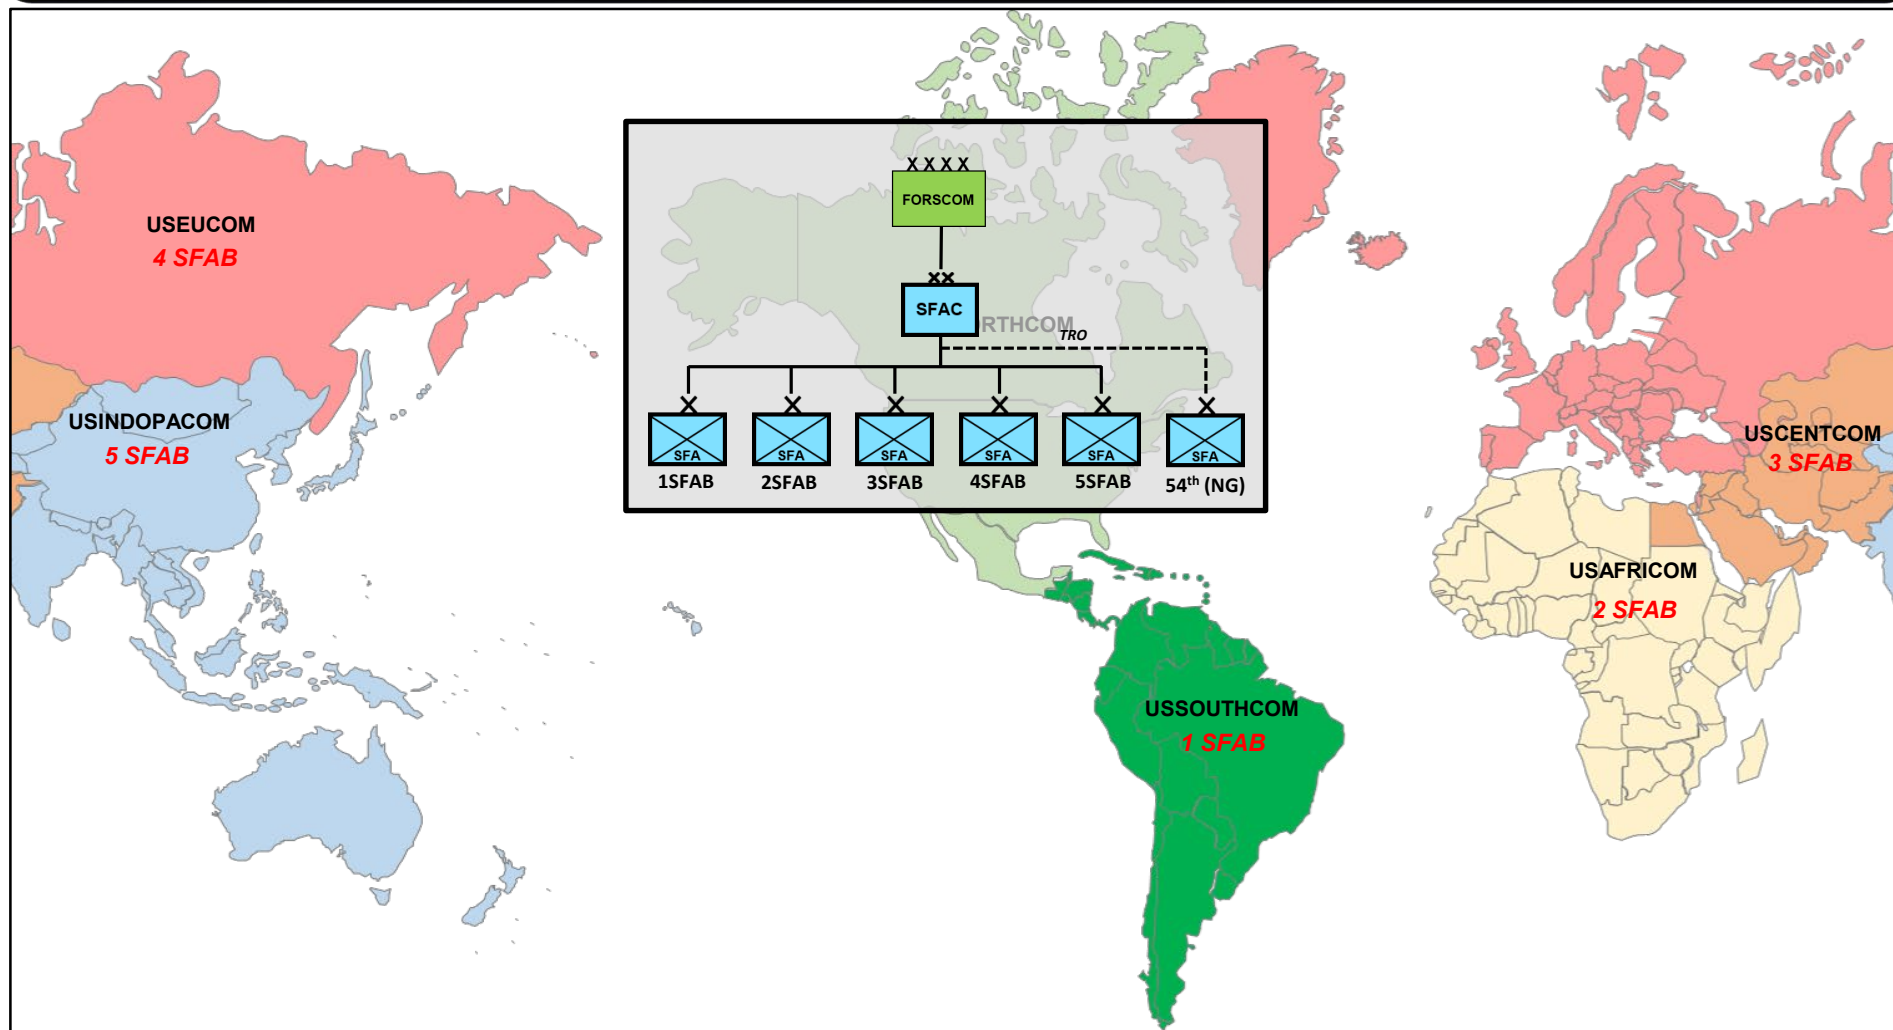 USEUCOM
4 SFAB
USINDOPACOM
5 SFAB
X X X X
FORSCOM
XX
SFAC
RTHCOM
TRO
X X X X X X
SFA SFA SFA SFA SFA SFA
1SFAB 2SFAB 3SFAB 4SFAB 5SFAB 54th (NG)
USCENTCOM
3 SFAB
USAFRICOM
2 SFAB
USSOUTHCOM
1 SFAB